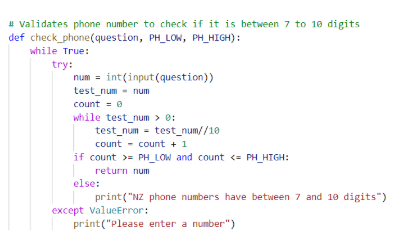 # Validates phone number to check if it is between 7 to 10 digits
def check_phone(question, PH_LOW, PH_HIGH):
    while True:
        try:
            num = int(input(question))
            test_num = num
            count = 0
            while test_num > 0:
                test_num = test_num//10
                count = count + 1
            if count >= PH_LOW and count <= PH_HIGH:
                return num
            else:
                print("NZ phone numbers have between 7 and 10 digits")
        except ValueError:
            print("Please enter a number")